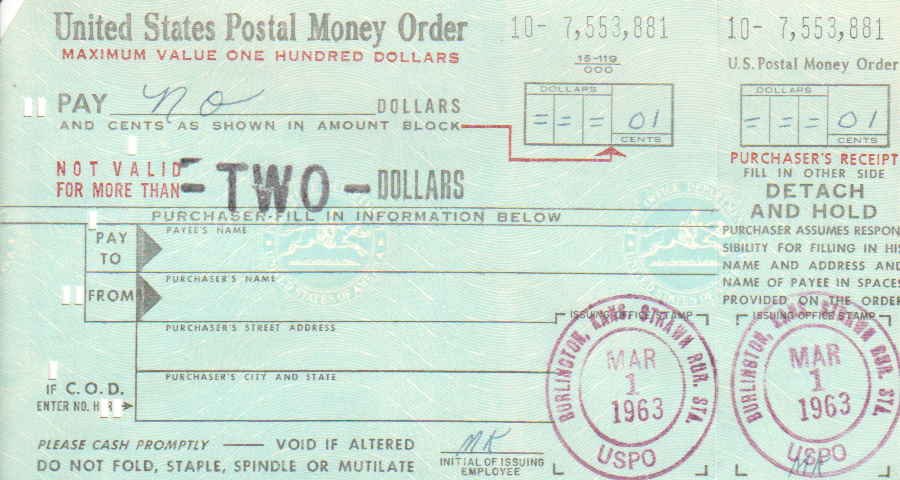 United States Postal Money Order
MAXIMUM VALUE ONE HUNDRED DOLLARS
10- 7,553,881
15-119
000
PAY no DOLLARS
AND CENTS AS SHOWN IN AMOUNT BLOCK
DOLLARS
= = = 01
CENTS
NOT VALID
FOR MORE THAN -TWO- DOLLARS
PURCHASER-FILL IN INFORMATION BELOW
PAY TO
PAYEE'S NAME
FROM
PURCHASER'S NAME
PURCHASER'S STREET ADDRESS
PURCHASER'S CITY AND STATE
IF C.O.D.
ENTER NO. HERE
PLEASE CASH PROMPTLY — VOID IF ALTERED
DO NOT FOLD, STAPLE, SPINDLE OR MUTILATE
MK
INITIAL OF ISSUING
EMPLOYEE
ISSUING OFFICE STAMP
BURLINGTON, KANS. STRAWN RUR. STA.
MAR
1
1963
USPO
10- 7,553,881
U.S. Postal Money Order
DOLLARS
= = = 01
CENTS
PURCHASER'S RECEIPT
FILL IN OTHER SIDE
DETACH
AND HOLD
PURCHASER ASSUMES RESPON-
SIBILITY FOR FILLING IN HIS
NAME AND ADDRESS AND
NAME OF PAYEE IN SPACES
PROVIDED ON THE ORDER
ISSUING OFFICE STAMP
BURLINGTON, KANS. STRAWN RUR. STA.
MAR
1
1963
USPO
MK